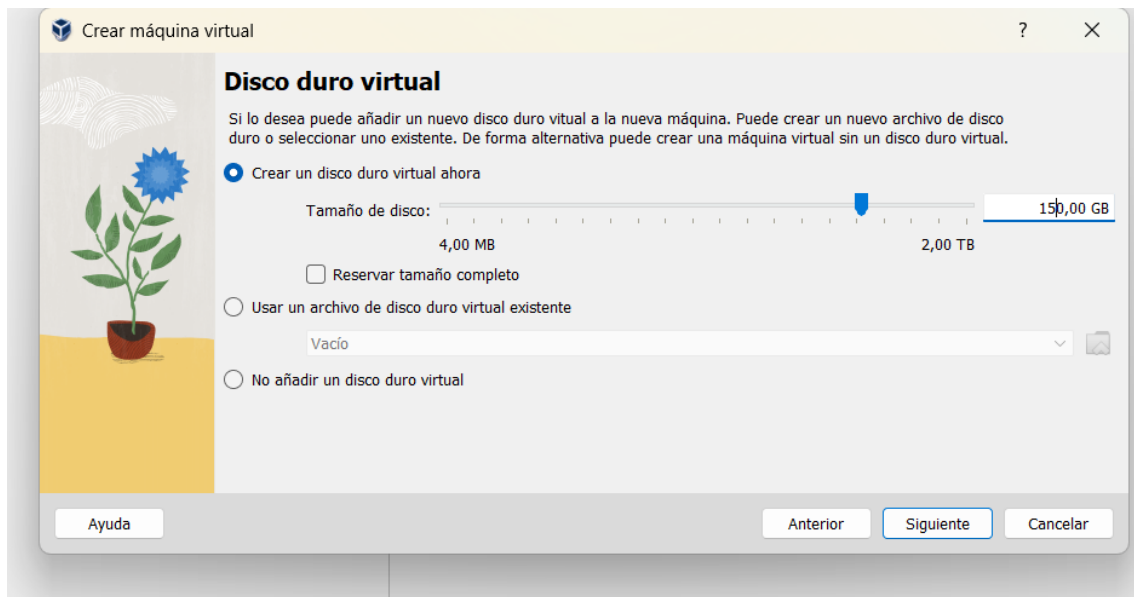 Crear máquina virtual
?
Disco duro virtual
Si lo desea puede añadir un nuevo disco duro vitual a la nueva máquina. Puede crear un nuevo archivo de disco
duro o seleccionar uno existente. De forma alternativa puede crear una máquina virtual sin un disco duro virtual.
Crear un disco duro virtual ahora
Tamaño de disco:
150,00 GB
4,00 MB
2,00 TB
Reservar tamaño completo
Usar un archivo de disco duro virtual existente
Vacío
No añadir un disco duro virtual
Ayuda
Anterior
Siguiente
Cancelar